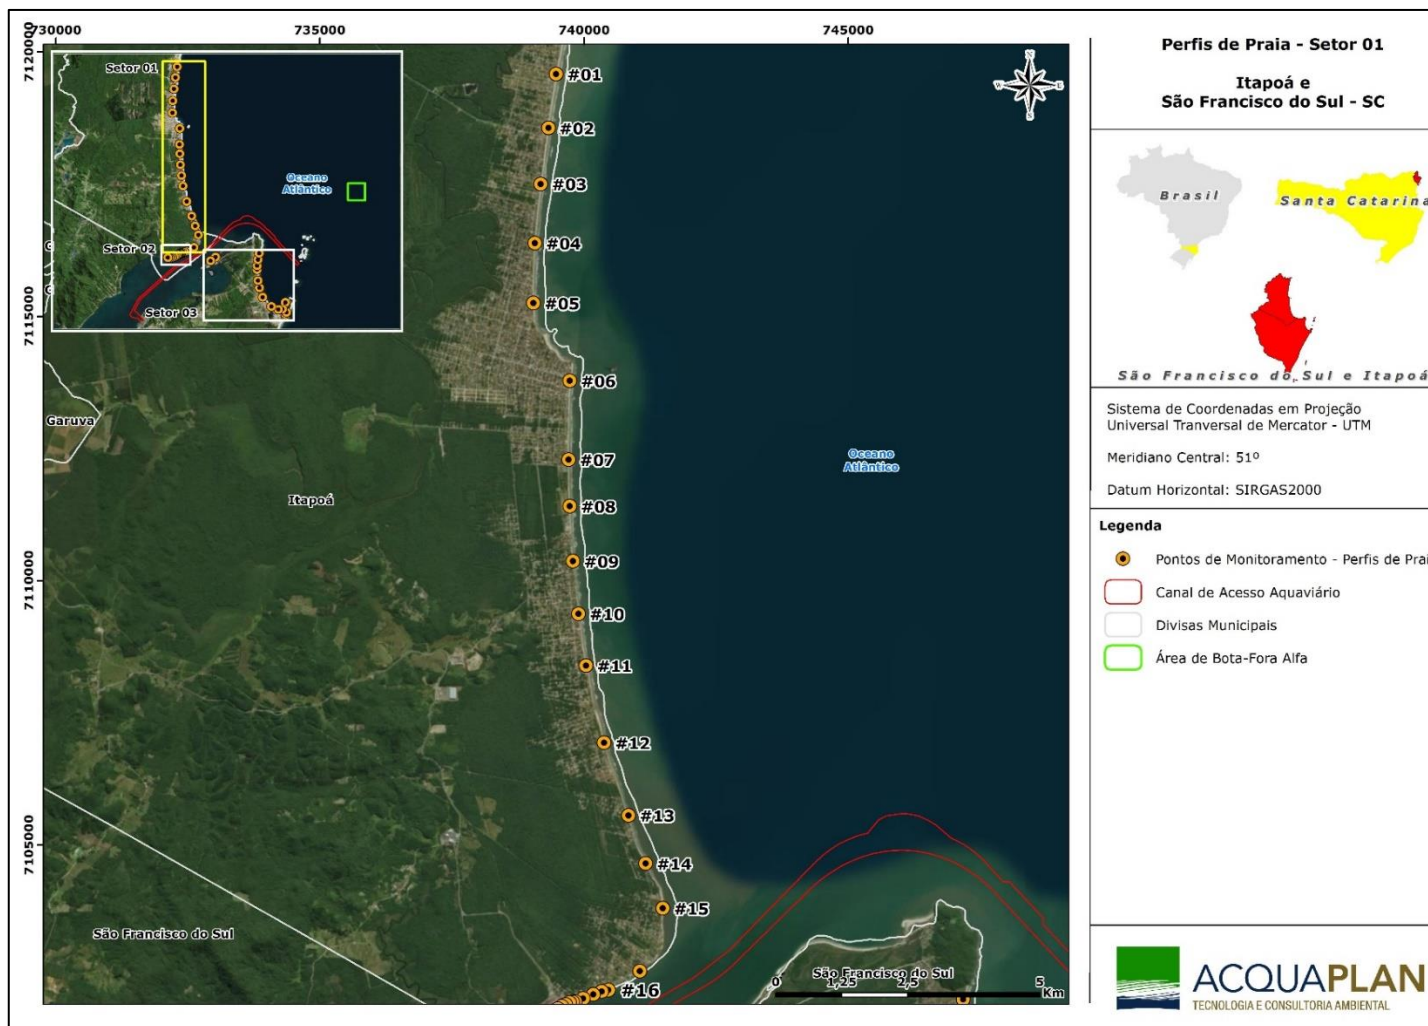 730000
735000
740000
745000
7120000
7115000
7110000
7105000
Setor 01
Setor 02
Setor 03
Oceano
Atlântico
#01
#02
#03
#04
#05
#06
#07
#08
#09
#10
#11
#12
#13
#14
#15
#16
N
W
E
S
Garuva
Itapoá
Oceano
Atlântico
São Francisco do Sul
São Francisco do Sul
0
1,25
2,5
5
Km
Perfis de Praia - Setor 01
Itapoá e
São Francisco do Sul - SC
Brasil
Santa Catarina
São Francisco do Sul e Itapoá
Sistema de Coordenadas em Projeção
Universal Tranversal de Mercator - UTM
Meridiano Central: 51º
Datum Horizontal: SIRGAS2000
Legenda
Pontos de Monitoramento - Perfis de Prai
Canal de Acesso Aquaviário
Divisas Municipais
Área de Bota-Fora Alfa
ACQUAPLAN
TECNOLOGIA E CONSULTORIA AMBIENTAL